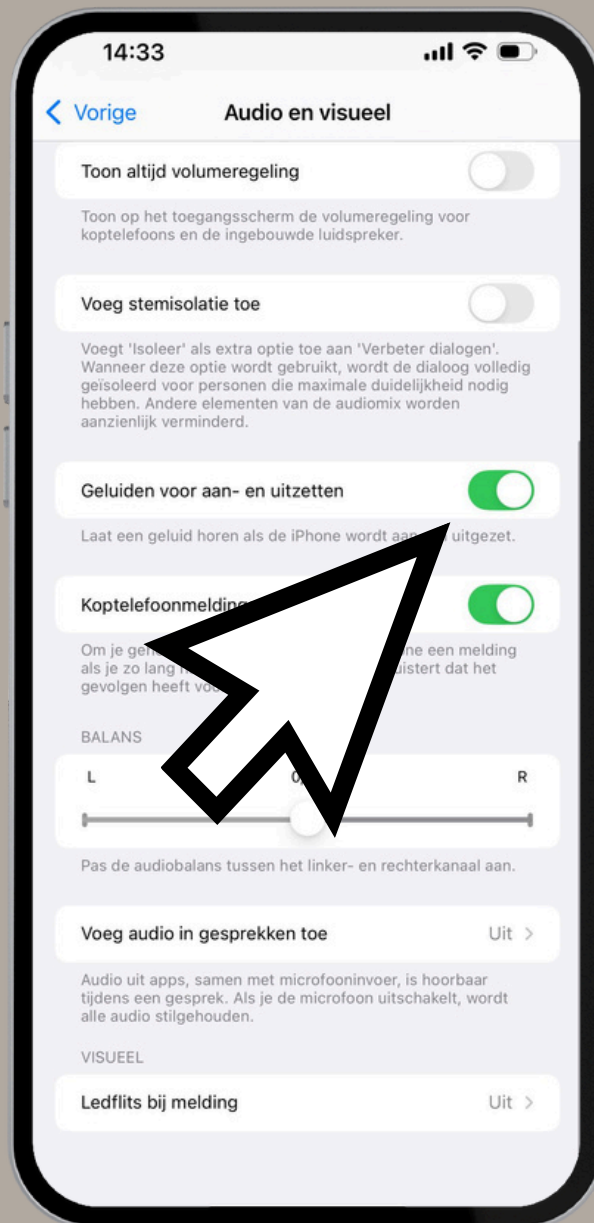 14:33
Vorige
Audio en visueel
Toon altijd volumeregeling
Toon op het toegangsscherm de volumeregeling voor
koptelefoons en de ingebouwde luidspreker.
Voeg stemisolatie toe
Voegt 'Isoleer' als extra optie toe aan 'Verbeter dialogen'.
Wanneer deze optie wordt gebruikt, wordt de dialoog volledig
geïsoleerd voor personen die maximale duidelijkheid nodig
hebben. Andere elementen van de audiomix worden
aanzienlijk verminderd.
Geluiden voor aan- en uitzetten
Laat een geluid horen als de iPhone wordt uitgezet.
Koptelefoonmelding
Om je een melding
als je zo lang dat het
gevolgen heeft
BALANS
L R
Pas de audiobalans tussen het linker- en rechterkanaal aan.
Voeg audio in gesprekken toe Uit
Audio uit apps, samen met microfooninvoer, is hoorbaar
tijdens een gesprek. Als je de microfoon uitschakelt, wordt
alle audio stilgehouden.
VISUEEL
Ledflits bij melding Uit